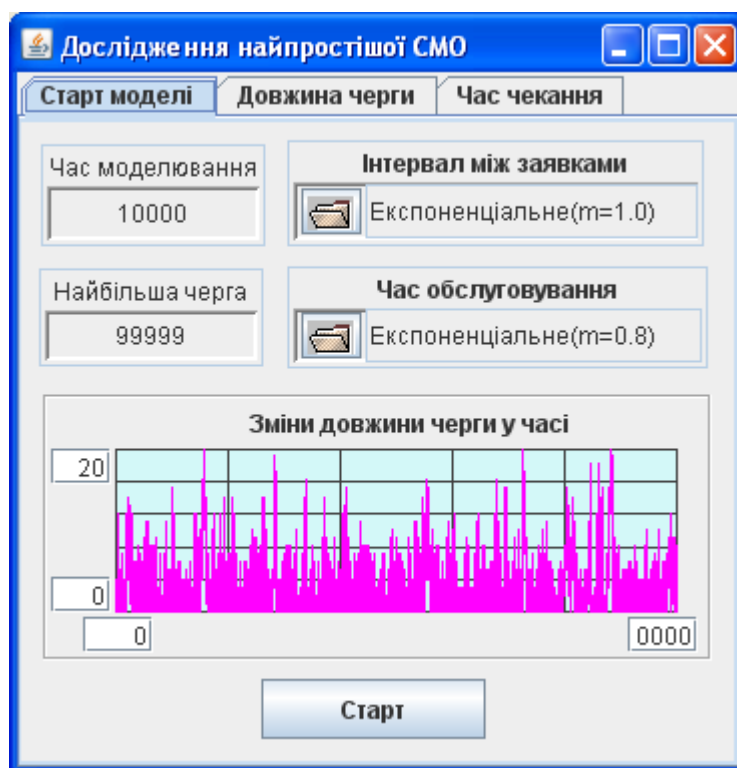 Дослідження найпростішої СМО
Старт моделі Довжина черги Час чекання
Час моделювання
10000
Інтервал між заявками
Експоненціальне(m=1.0)
Найбільша черга
99999
Час обслуговування
Експоненціальне(m=0.8)
Зміни довжини черги у часі
20
0
0 0000
Старт